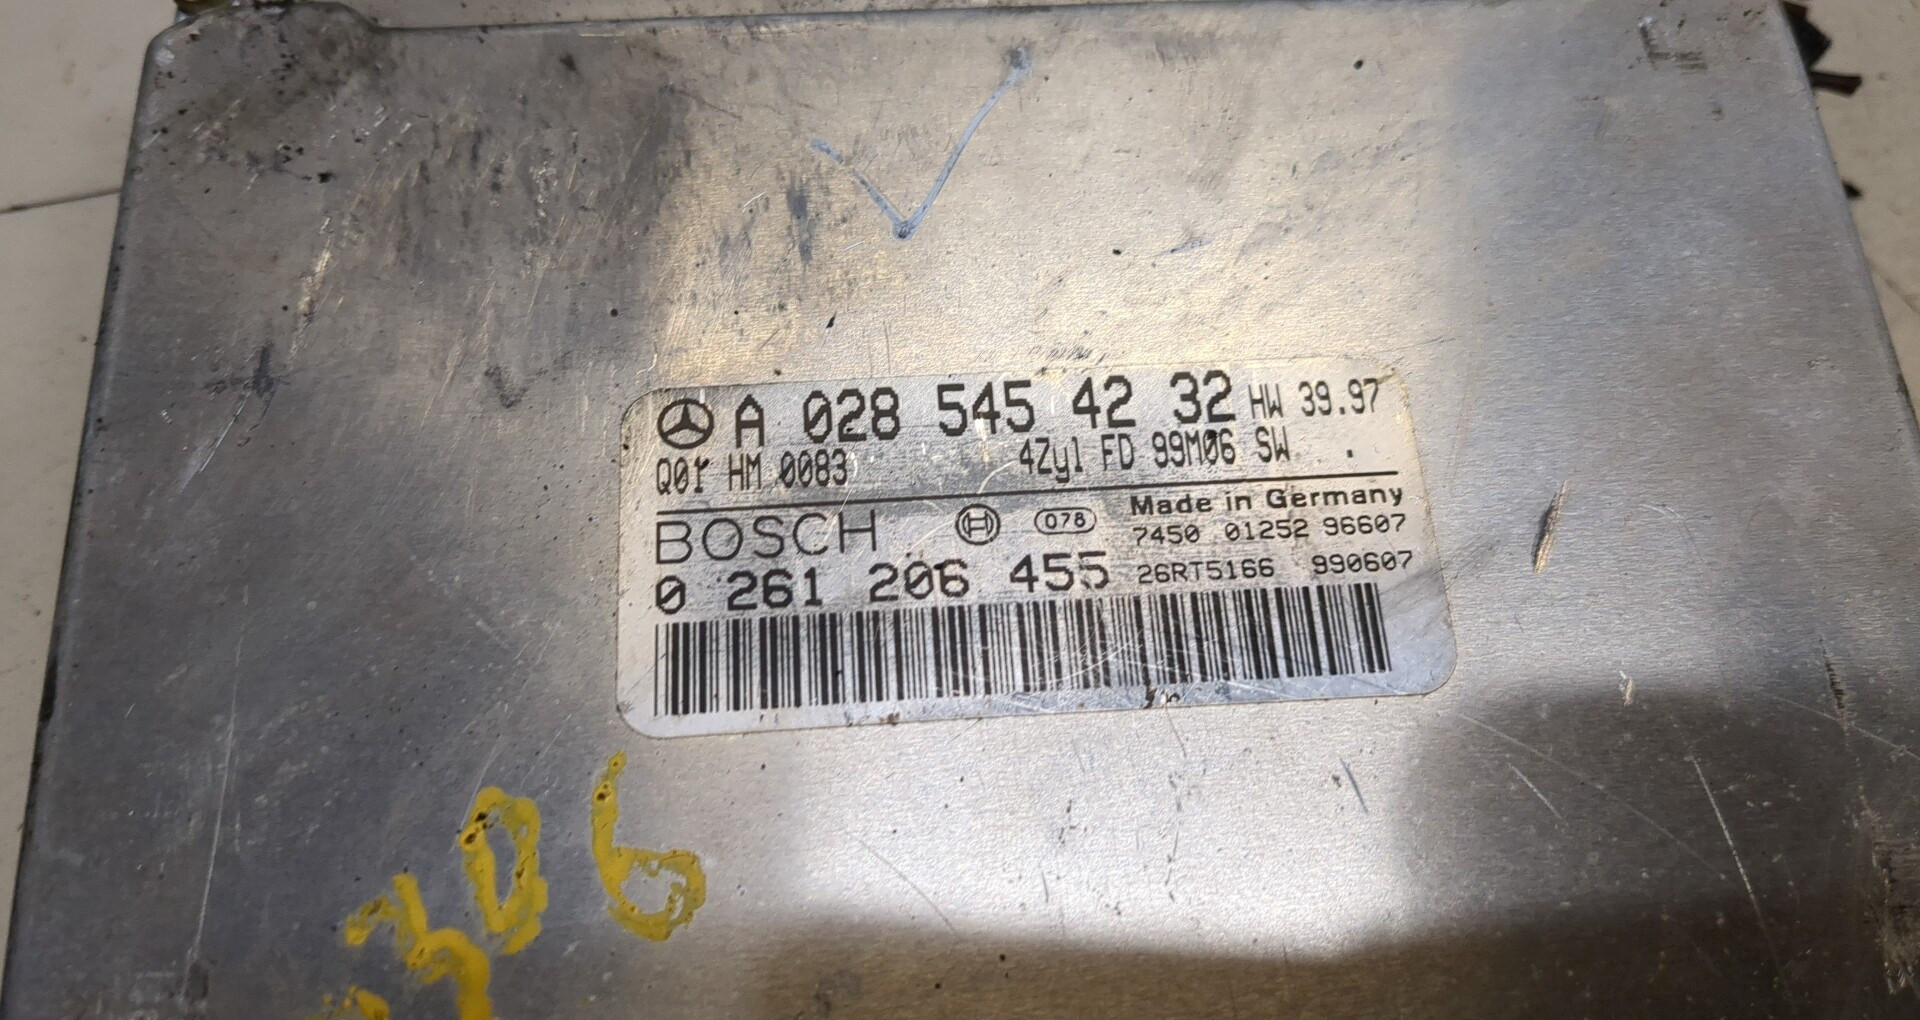 A 028 545 42 32 HW 39.97
Q01 HM 0083 4Zyl FD 99M06 SW .
BOSCH 078 Made in Germany
7450 01252 96607
0 261 206 455 26RT5166 990607
306